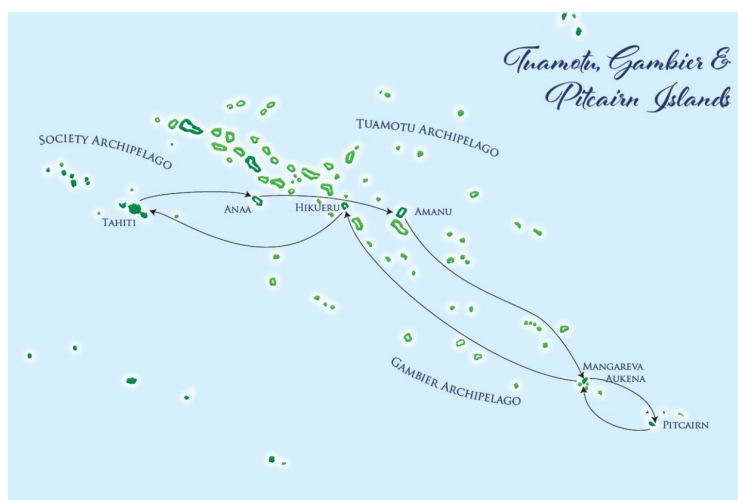 Tuamotu, Gambier &
Pitcairn Islands
Society Archipelago
Tuamotu Archipelago
Tahiti
Anaa
Hikueru
Amanu
Gambier Archipelago
Mangareva
Aukena
Pitcairn